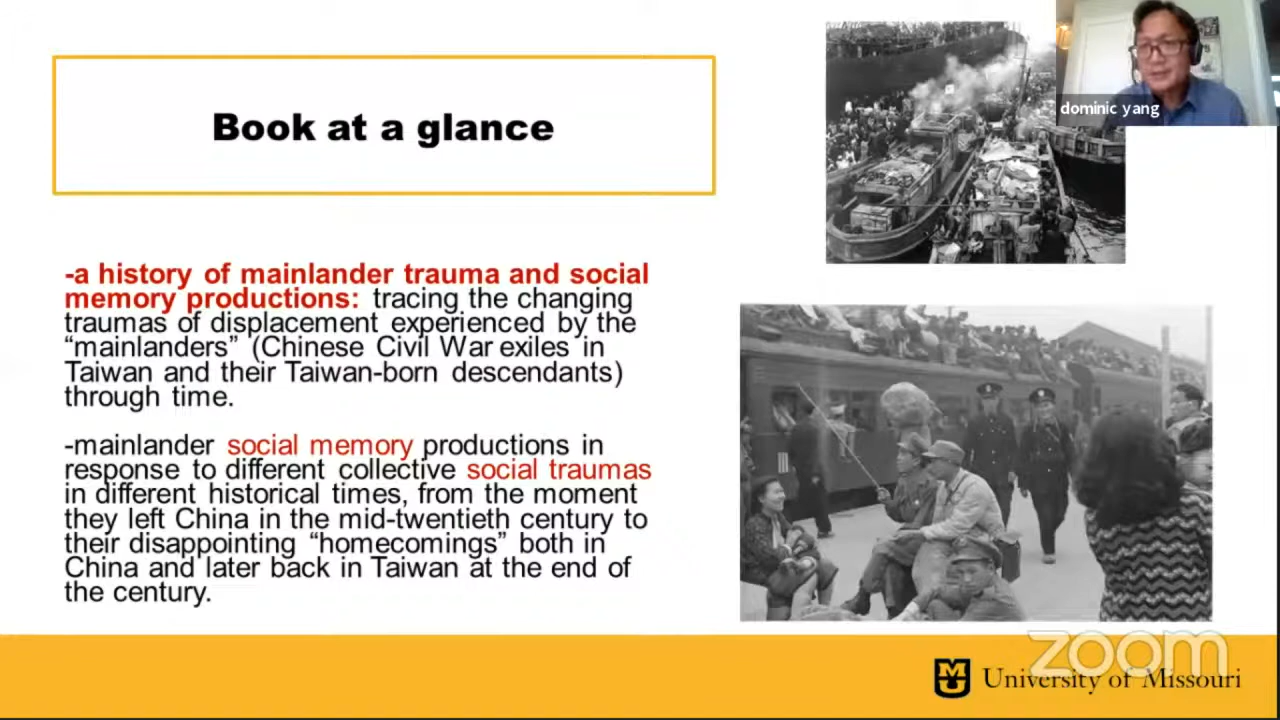 Book at a glance
dominic yang
-a history of mainlander trauma and social
memory productions: tracing the changing
traumas of displacement experienced by the
“mainlanders” (Chinese Civil War exiles in
Taiwan and their Taiwan-born descendants)
through time.
-mainlander social memory productions in
response to different collective social traumas
in different historical times, from the moment
they left China in the mid-twentieth century to
their disappointing “homecomings” both in
China and later back in Taiwan at the end of
the century.
zoom
University of Missouri